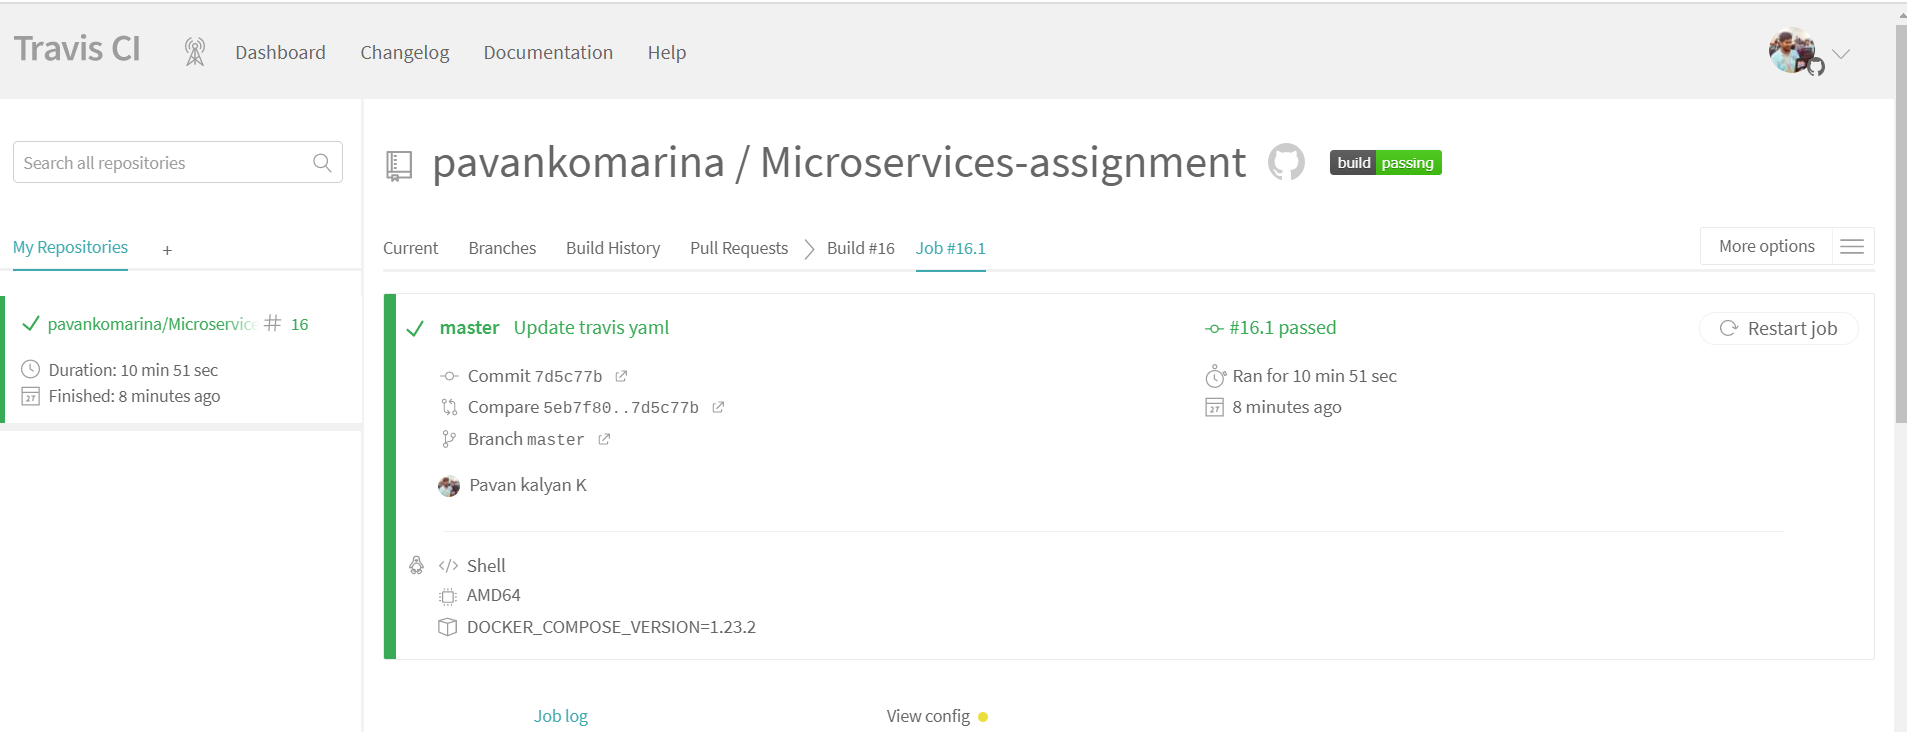 Travis CI
Dashboard Changelog Documentation Help
Search all repositories
My Repositories +
pavankomarina/Microservice # 16
Duration: 10 min 51 sec
27 Finished: 8 minutes ago
pavankomarina / Microservices-assignment build passing
Current Branches Build History Pull Requests Build #16 Job #16.1 More options
master Update travis yaml #16.1 passed Restart job
Commit 7d5c77b Ran for 10 min 51 sec
Compare 5eb7f80..7d5c77b 27 8 minutes ago
Branch master
Pavan kalyan K
</> Shell
AMD64
DOCKER_COMPOSE_VERSION=1.23.2
Job log View config